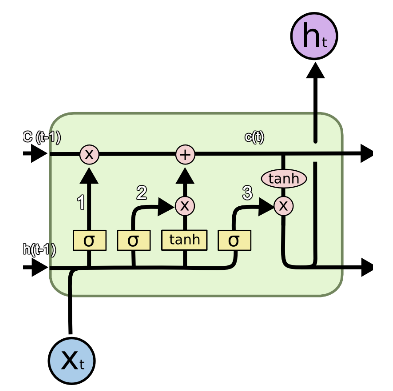 ht
C (t-1)
c(t)
x
+
tanh
1
2
x
3
x
h(t-1)
σ
σ
tanh
σ
Xt